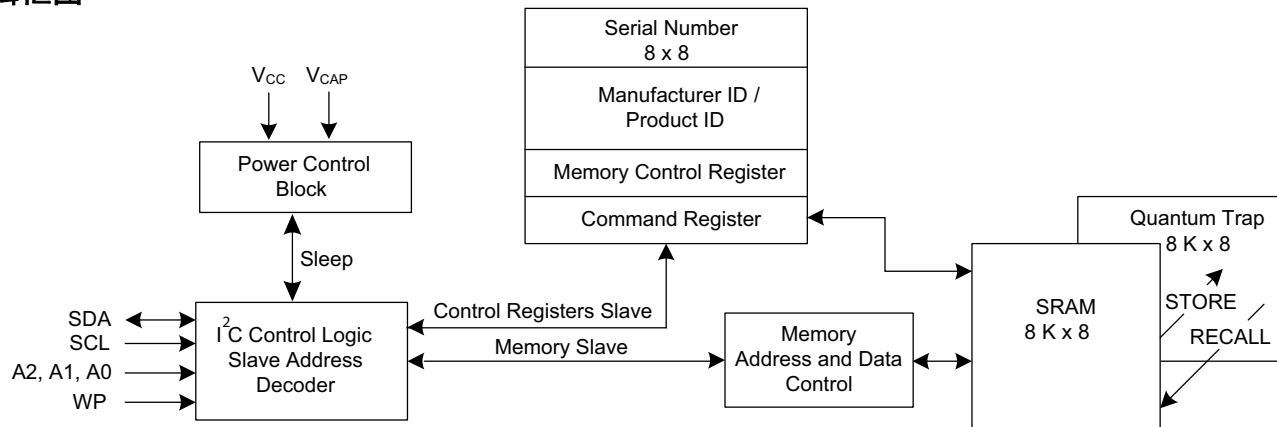 Serial Number
8 x 8
Manufacturer ID /
Product ID
Memory Control Register
Command Register
VCC
VCAP
Power Control
Block
Sleep
Quantum Trap
8 K x 8
SRAM
8 K x 8
STORE
RECALL
SDA
SCL
A2, A1, A0
WP
I2C Control Logic
Slave Address
Decoder
Control Registers Slave
Memory Slave
Memory
Address and Data
Control